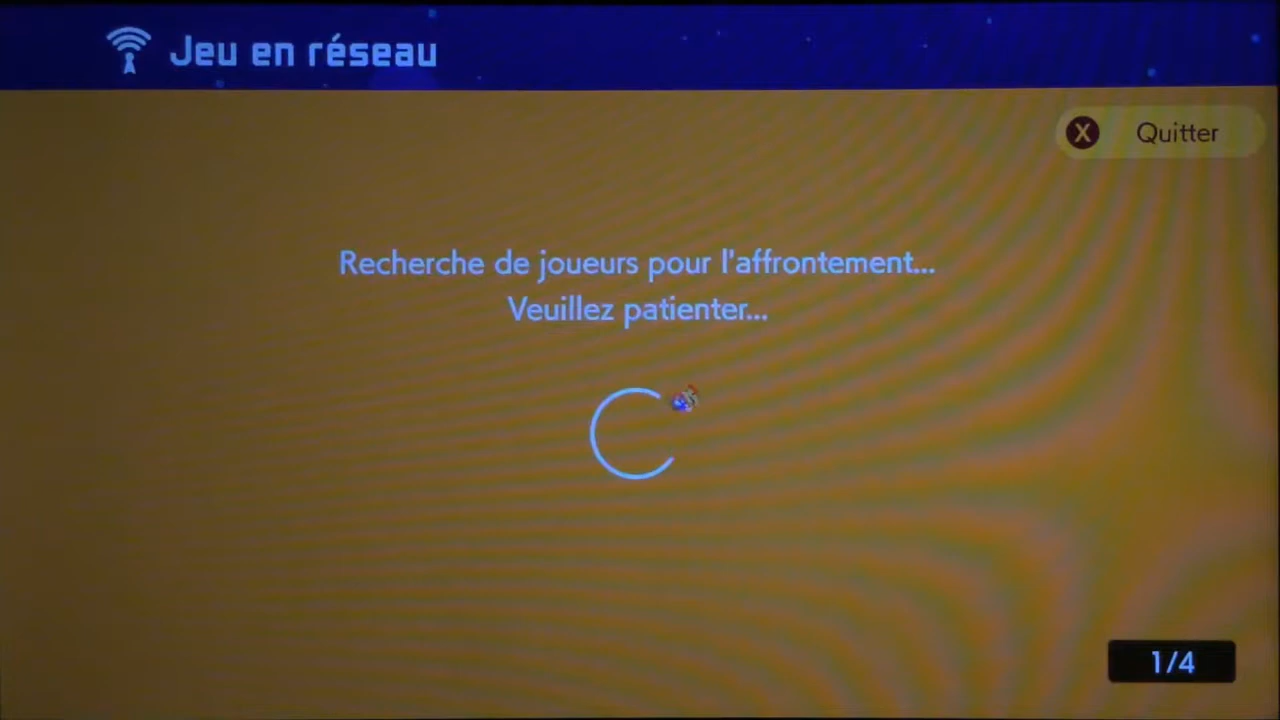 Jeu en réseau
X Quitter
Recherche de joueurs pour l'affrontement...
Veuillez patienter...
1/4